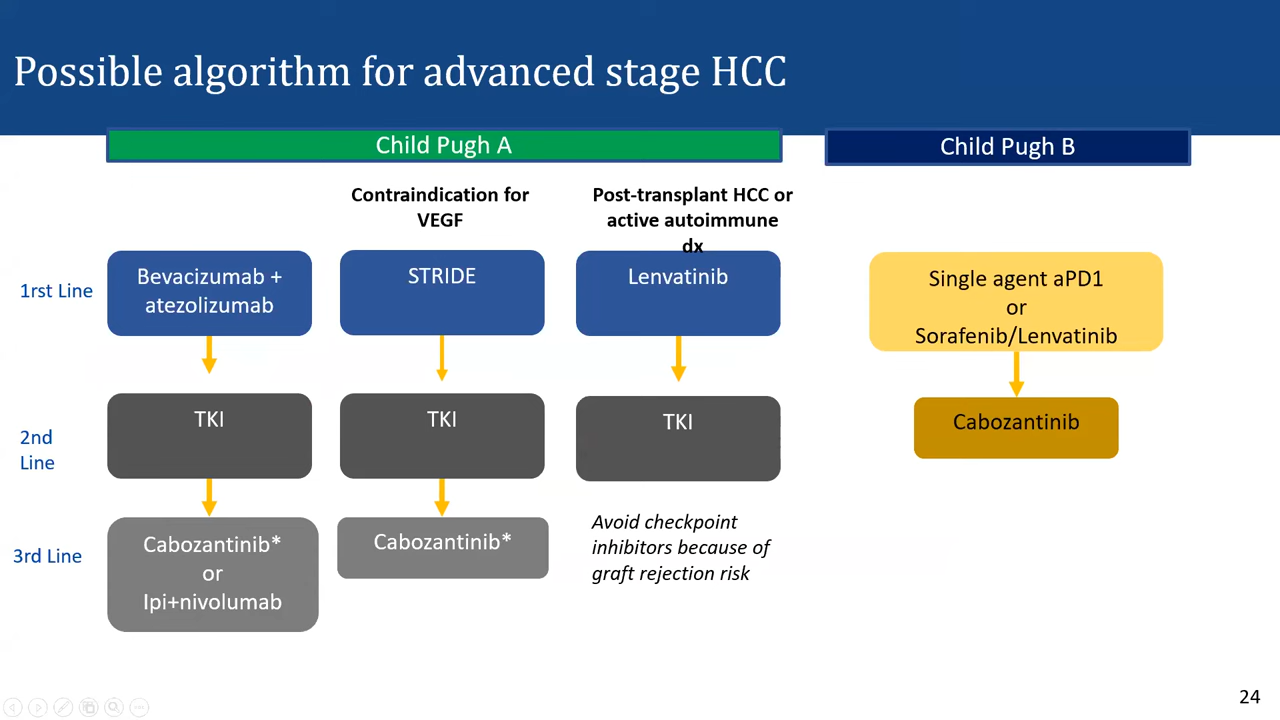 Possible algorithm for advanced stage HCC
Child Pugh A
Child Pugh B
Contraindication for
VEGF
Post-transplant HCC or
active autoimmune
dx
1rst Line
Bevacizumab +
atezolizumab
STRIDE
Lenvatinib
Single agent aPD1
or
Sorafenib/Lenvatinib
2nd
Line
TKI
TKI
TKI
Cabozantinib
3rd Line
Cabozantinib*
or
Ipi+nivolumab
Cabozantinib*
Avoid checkpoint
inhibitors because of
graft rejection risk
24